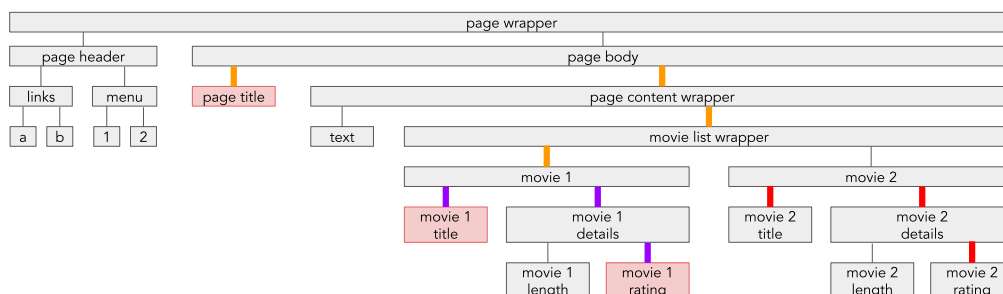 page wrapper
page header
page body
links
menu
page title
page content wrapper
a
b
1
2
text
movie list wrapper
movie 1
movie 2
movie 1
title
movie 1
details
movie 2
title
movie 2
details
movie 1
length
movie 1
rating
movie 2
length
movie 2
rating